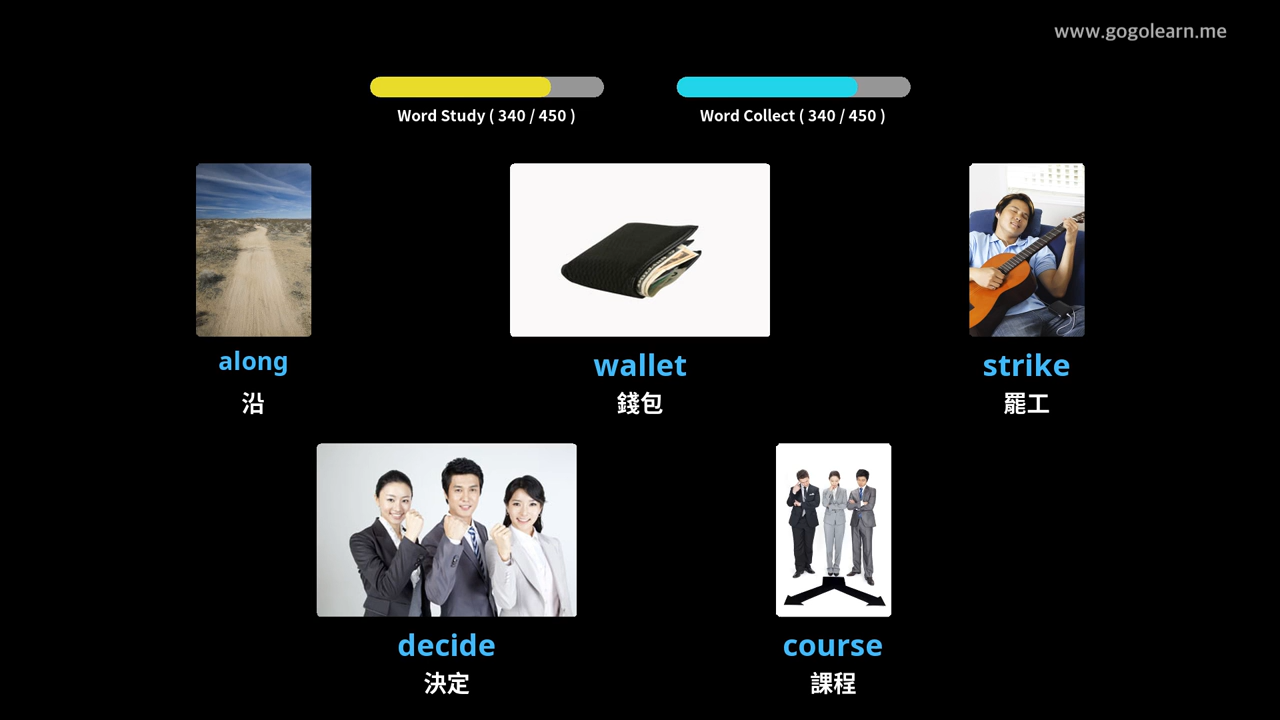 www.gogolearn.me
Word Study ( 340 / 450 )
Word Collect ( 340 / 450 )
along
沿
wallet
錢包
strike
罷工
decide
決定
course
課程